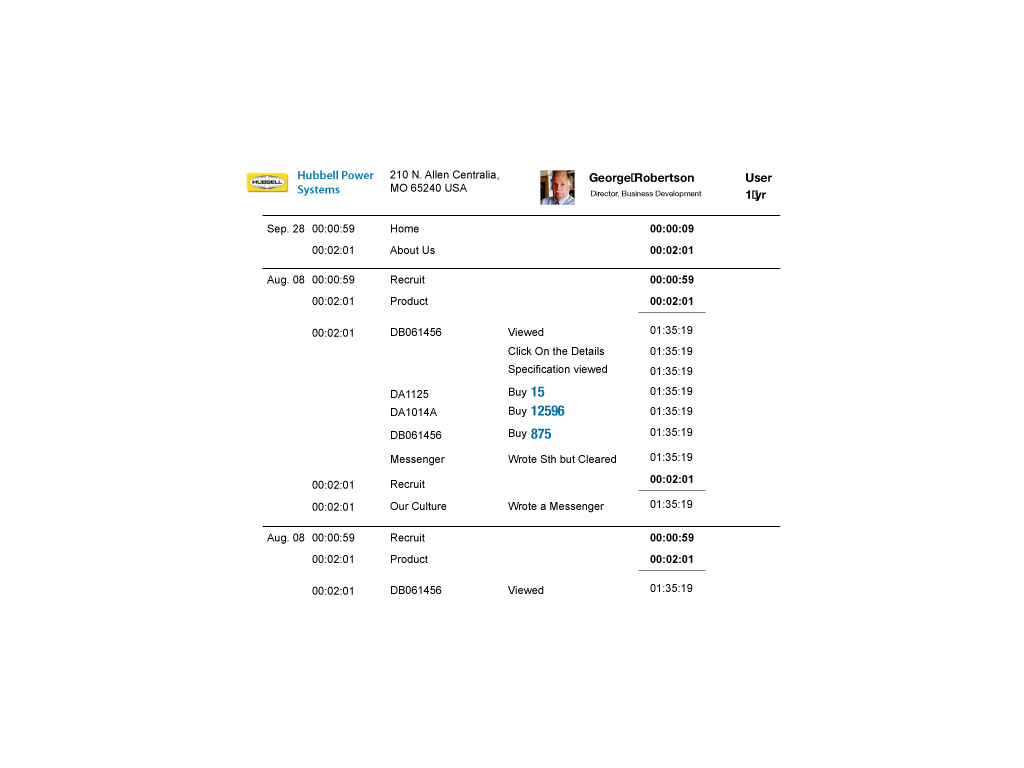 HUBBELL
Hubbell Power
Systems
210 N. Allen Centralia,
MO 65240 USA
George▯Robertson
Director, Business Development
User
1▯yr
Sep. 28 00:00:59 Home 00:00:09
00:02:01 About Us 00:02:01
Aug. 08 00:00:59 Recruit 00:00:59
00:02:01 Product 00:02:01
00:02:01 DB061456 Viewed 01:35:19
Click On the Details 01:35:19
Specification viewed 01:35:19
DA1125 Buy 15 01:35:19
DA1014A Buy 12596 01:35:19
DB061456 Buy 875 01:35:19
Messenger Wrote Sth but Cleared 01:35:19
00:02:01 Recruit 00:02:01
00:02:01 Our Culture Wrote a Messenger 01:35:19
Aug. 08 00:00:59 Recruit 00:00:59
00:02:01 Product 00:02:01
00:02:01 DB061456 Viewed 01:35:19